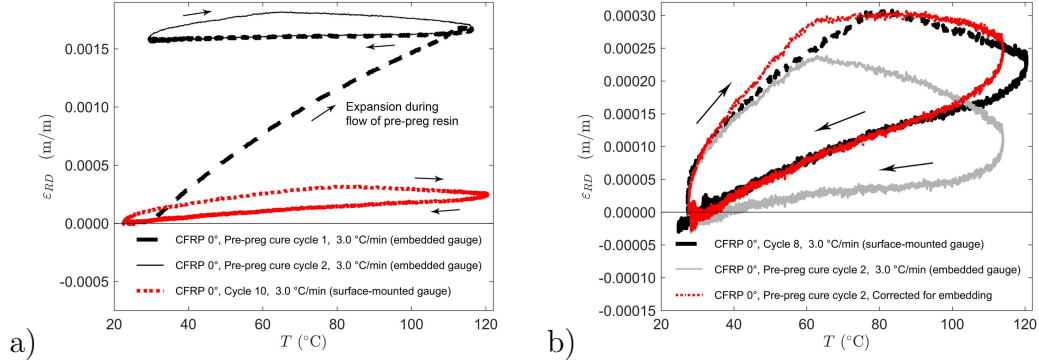 a)
ε_RD (m/m)
0.0015
0.0010
0.0005
0.0000
-0.0005
Expansion during
flow of pre-preg resin
CFRP 0°, Pre-preg cure cycle 1, 3.0 °C/min (embedded gauge)
CFRP 0°, Pre-preg cure cycle 2, 3.0 °C/min (embedded gauge)
CFRP 0°, Cycle 10, 3.0 °C/min (surface-mounted gauge)
20 40 60 80 100 120
T (°C)
b)
ε_RD (m/m)
0.00030
0.00025
0.00020
0.00015
0.00010
0.00005
0.00000
-0.00005
-0.00010
-0.00015
CFRP 0°, Cycle 8, 3.0 °C/min (surface-mounted gauge)
CFRP 0°, Pre-preg cure cycle 2, 3.0 °C/min (embedded gauge)
CFRP 0°, Pre-preg cure cycle 2, Corrected for embedding
20 40 60 80 100 120
T (°C)